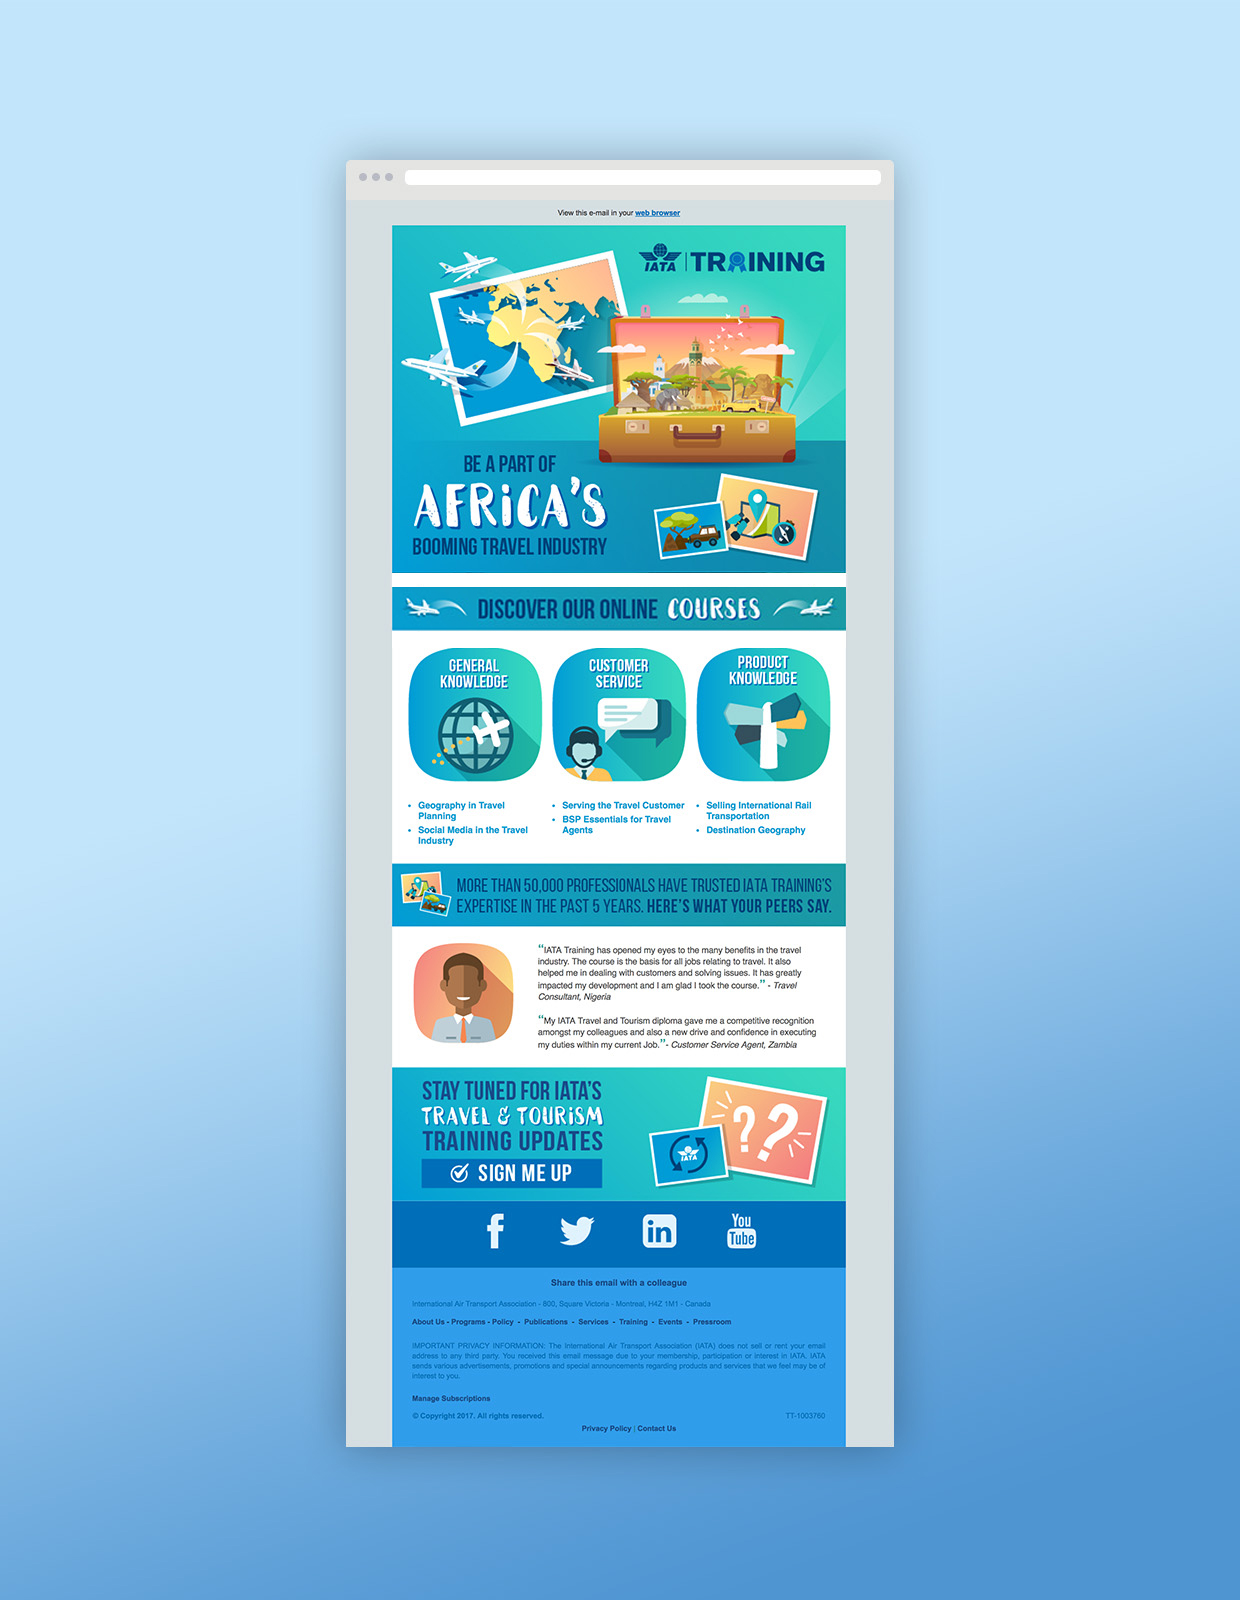 View this e-mail in your web browser
IATA | TRAINING
BE A PART OF
AFRiCA'S
BOOMING TRAVEL INDUSTRY
DISCOVER OUR ONLINE COURSES
GENERAL
KNOWLEDGE
CUSTOMER
SERVICE
PRODUCT
KNOWLEDGE
• Geography in Travel
Planning
• Social Media in the Travel
Industry
• Serving the Travel Customer
• BSP Essentials for Travel
Agents
• Selling International Rail
Transportation
• Destination Geography
MORE THAN 50,000 PROFESSIONALS HAVE TRUSTED IATA TRAINING'S
EXPERTISE IN THE PAST 5 YEARS. HERE'S WHAT YOUR PEERS SAY.
“IATA Training has opened my eyes to the many benefits in the travel
industry. The course is the basis for all jobs relating to travel. It also
helped me in dealing with customers and solving issues. It has greatly
impacted my development and I am glad I took the course.” - Travel
Consultant, Nigeria
“My IATA Travel and Tourism diploma gave me a competitive recognition
amongst my colleagues and also a new drive and confidence in executing
my duties within my current Job.”- Customer Service Agent, Zambia
STAY TUNED FOR IATA'S
TRAVEL & TOURiSM
TRAINING UPDATES
SIGN ME UP
IATA
??
f
in
You
Tube
Share this email with a colleague
International Air Transport Association - 800, Square Victoria - Montreal, H4Z 1M1 - Canada
About Us - Programs - Policy - Publications - Services - Training - Events - Pressroom
IMPORTANT PRIVACY INFORMATION: The International Air Transport Association (IATA) does not sell or rent your email
address to any third party. You received this email message due to your membership, participation or interest in IATA. IATA
sends various advertisements, promotions and special announcements regarding products and services that we feel may be of
interest to you.
Manage Subscriptions
© Copyright 2017. All rights reserved.
TT-1003760
Privacy Policy | Contact Us